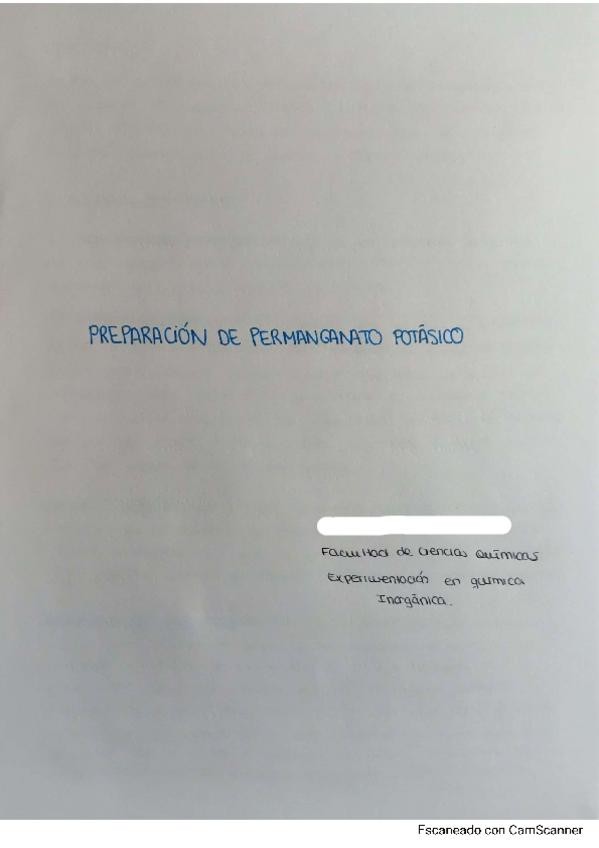 PREPARACIÓN DE PERMANGANATO POTÁSICO
Facultad de Ciencias Químicas
Experimentación en química
Inorgánica.
Escaneado con CamScanner